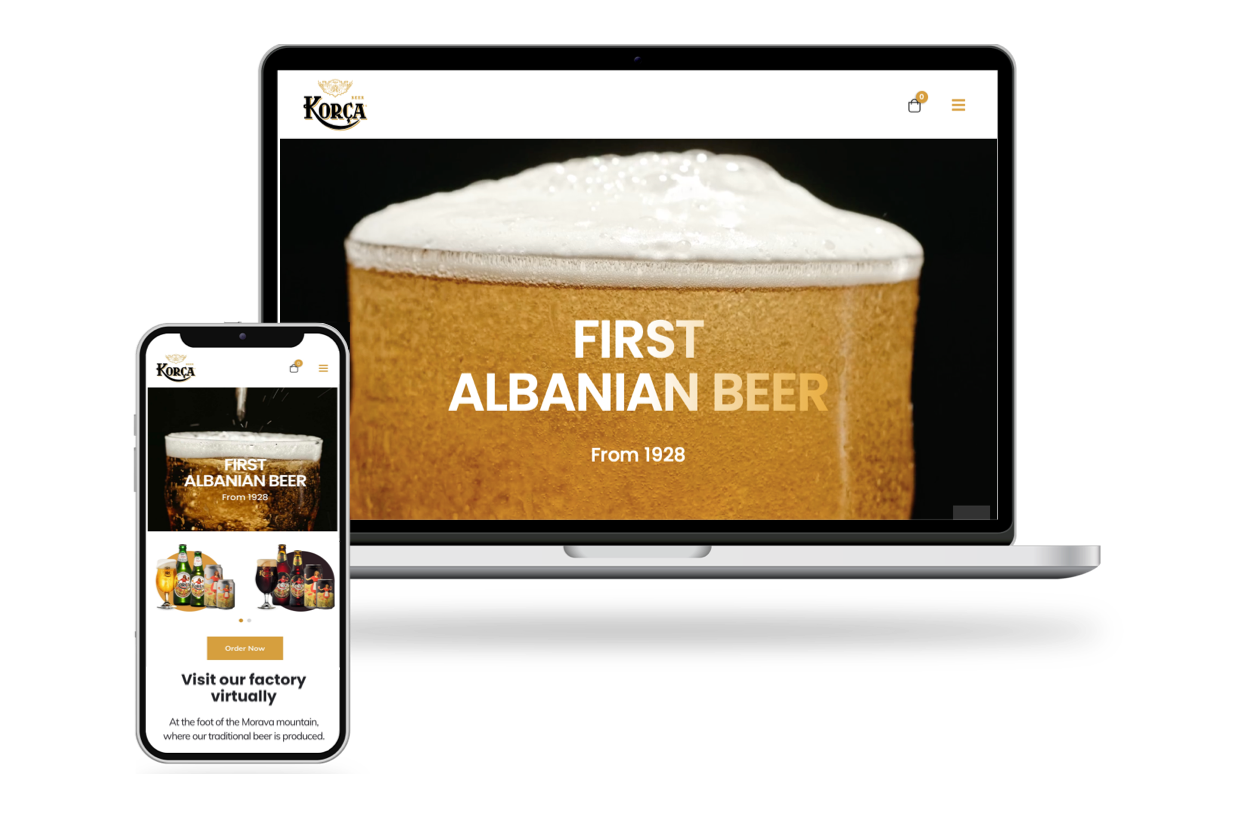 BEER
KORÇA
0
FIRST
ALBANIAN BEER
From 1928
KORÇA
FIRST
ALBANIAN BEER
From 1928
Order Now
Visit our factory
virtually
At the foot of the Morava mountain,
where our traditional beer is produced.